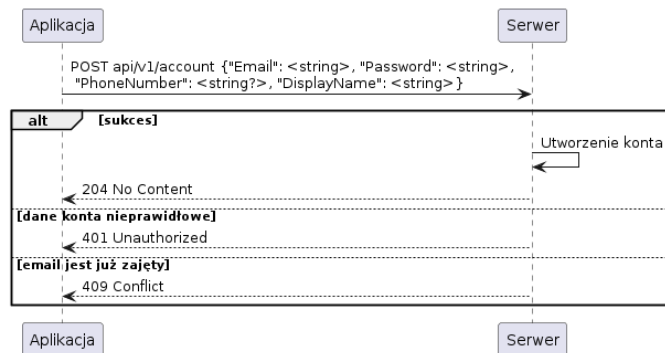 Aplikacja
Serwer
POST api/v1/account {"Email": <string>, "Password": <string>,
"PhoneNumber": <string?>, "DisplayName": <string>}
alt
[sukces]
Utworzenie konta
204 No Content
[dane konta nieprawidłowe]
401 Unauthorized
[email jest już zajęty]
409 Conflict
Aplikacja
Serwer